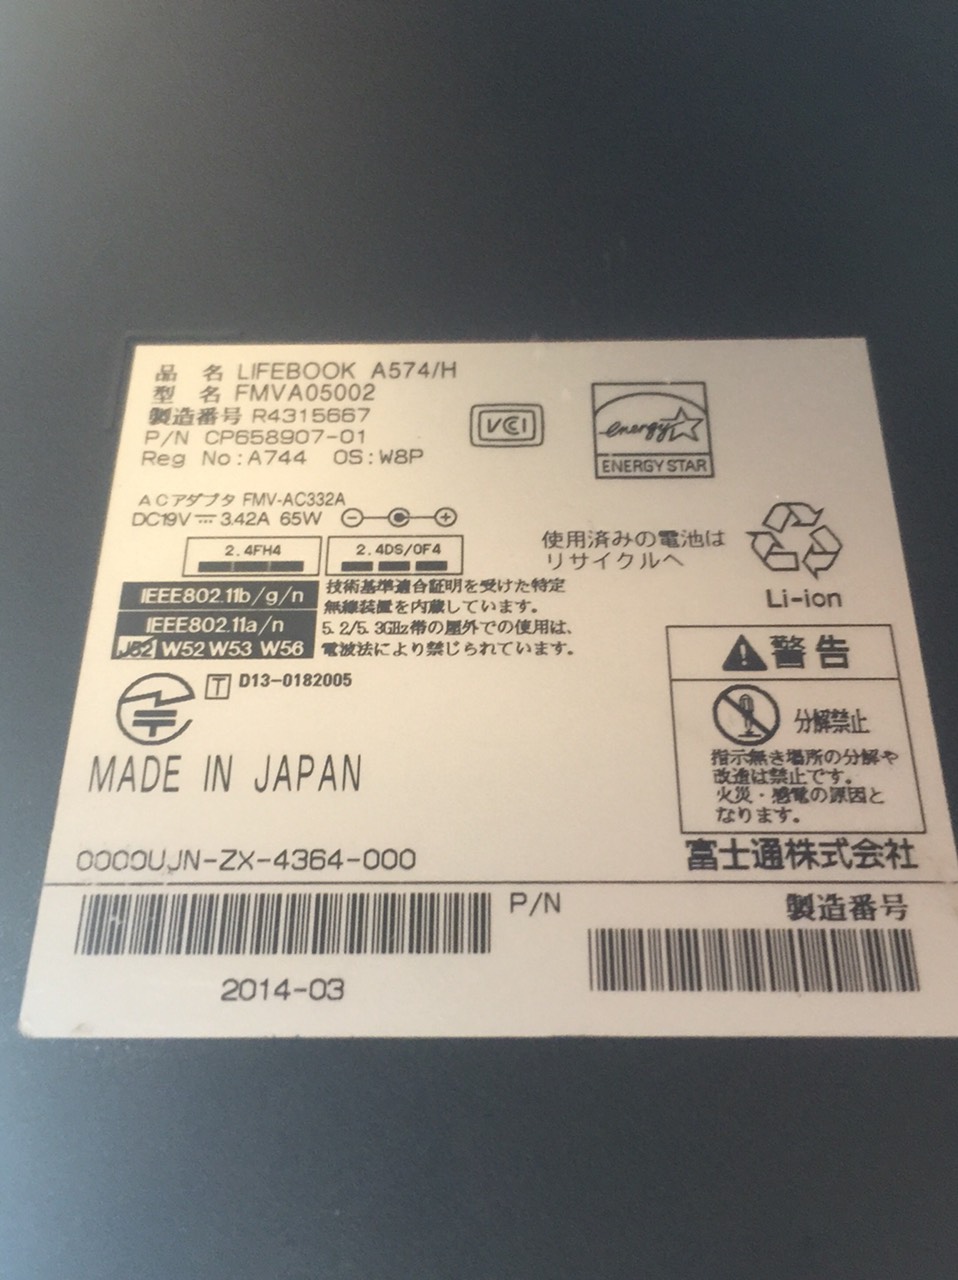 品 名 LIFEBOOK A574/H
型 名 FMVA05002
製造番号 R4315667
P/N CP658907-01
Reg No:A744 OS:W8P
VCI
energy
ENERGY STAR
ACアダプタ FMV-AC332A
DC19V 3.42A 65W
2.4FH4 2.4DS/OF4
使用済みの電池は
リサイクルへ
Li-ion
IEEE802.11b/g/n
IEEE802.11a/n
J52 W52 W53 W56
技術基準適合証明を受けた特定
無線装置を内蔵しています。
5.2/5.3GHz帯の屋外での使用は、
電波法により禁じられています。
T D13-0182005
警告
分解禁止
指示無き場所の分解や
改造は禁止です。
火災・感電の原因と
なります。
MADE IN JAPAN
0000UJN-ZX-4364-000
富士通株式会社
P/N
製造番号
2014-03